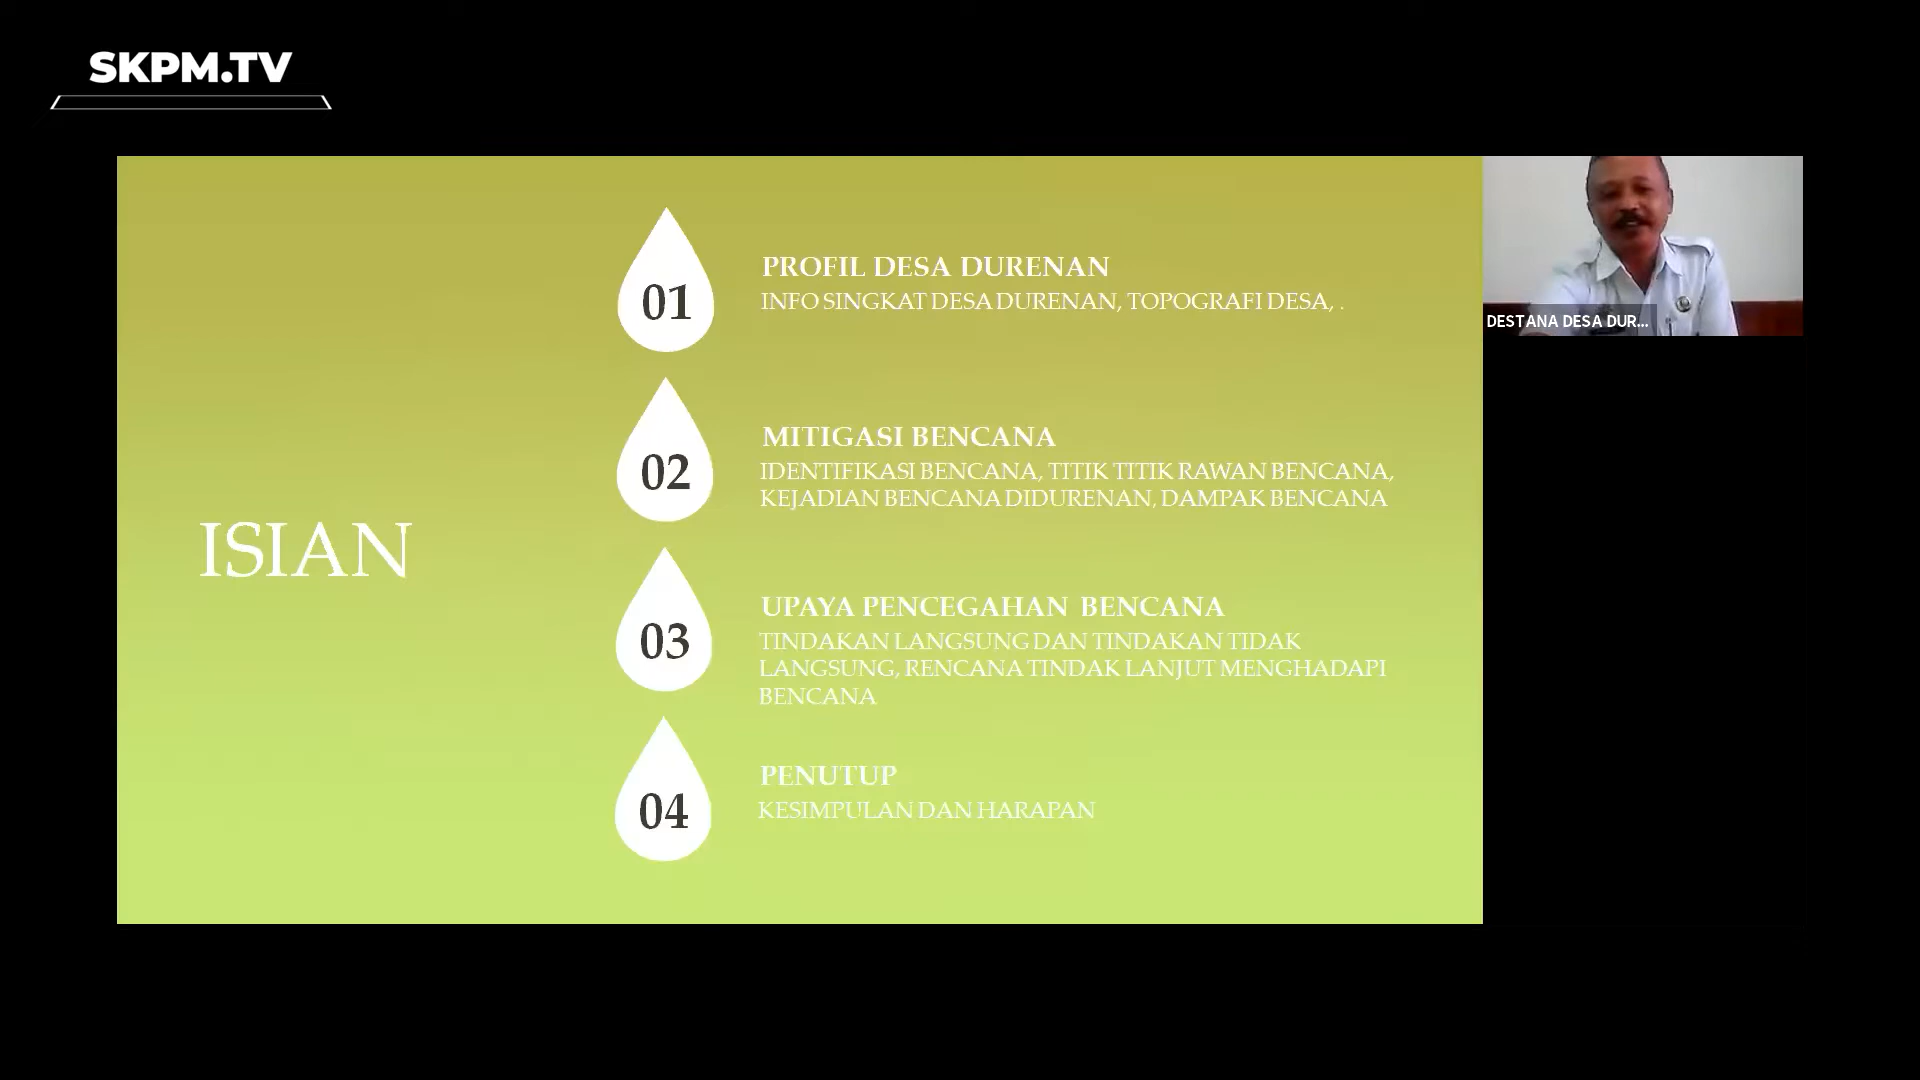 SKPM.TV
ISIAN
01
PROFIL DESA DURENAN
INFO SINGKAT DESA DURENAN, TOPOGRAFI DESA, .
02
MITIGASI BENCANA
IDENTIFIKASI BENCANA, TITIK TITIK RAWAN BENCANA,
KEJADIAN BENCANA DIDURENAN, DAMPAK BENCANA
03
UPAYA PENCEGAHAN BENCANA
TINDAKAN LANGSUNG DAN TINDAKAN TIDAK
LANGSUNG, RENCANA TINDAK LANJUT MENGHADAPI
BENCANA
04
PENUTUP
KESIMPULAN DAN HARAPAN
DESTANA DESA DUR...